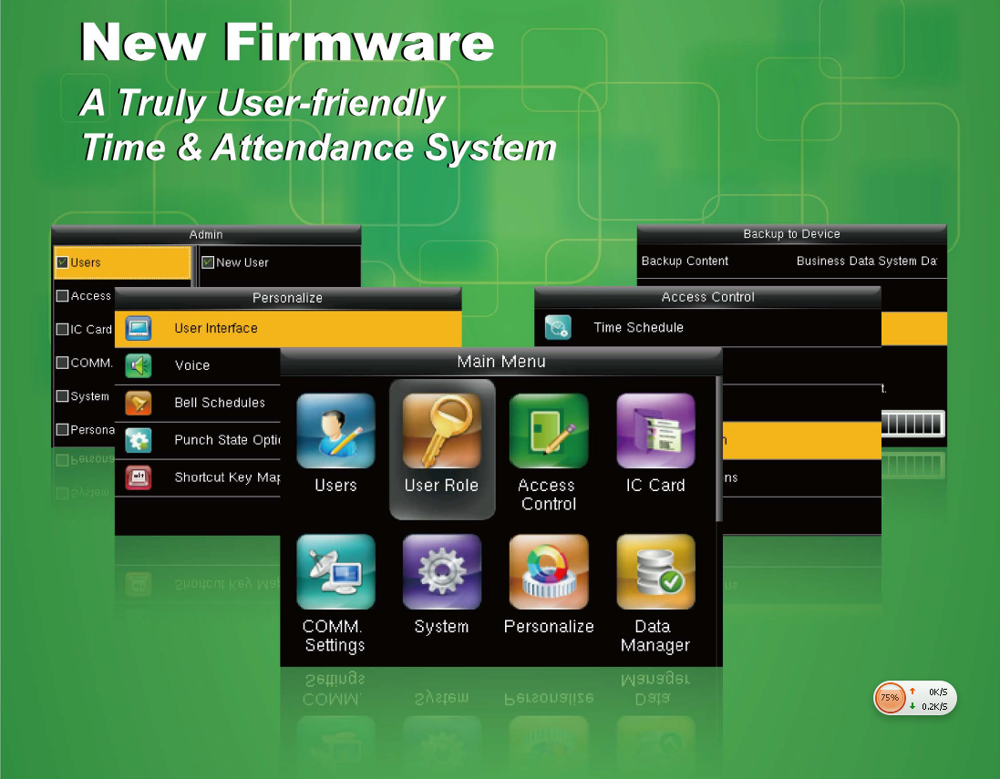 New Firmware
A Truly User-friendly
Time & Attendance System
Admin
Users
New User
Access
IC Card
COMM.
System
Persona
Backup to Device
Backup Content
Business Data System Da
t.
Personalize
User Interface
Voice
Bell Schedules
Punch State Optio
Shortcut Key Map
Access Control
Time Schedule
ns
Main Menu
Users
User Role
Access
Control
IC Card
COMM.
Settings
System
Personalize
Data
Manager
alt
75%
0K/S
0.2K/S